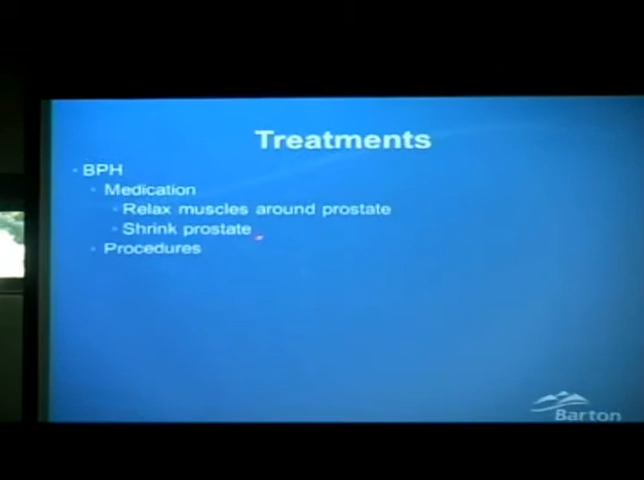 Treatments
• BPH
• Medication
• Relax muscles around prostate
• Shrink prostate
• Procedures
Barton